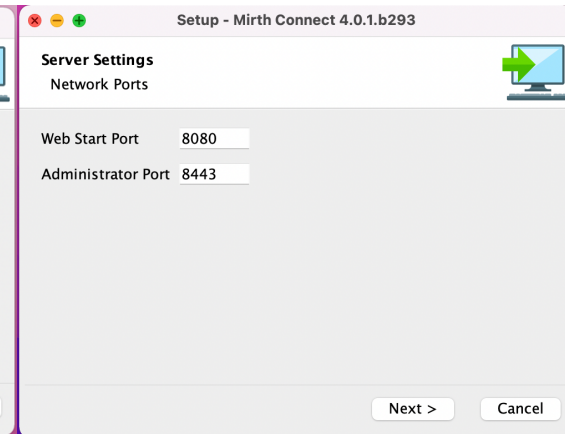 Setup - Mirth Connect 4.0.1.b293
Server Settings
Network Ports
Web Start Port 8080
Administrator Port 8443
Next > Cancel